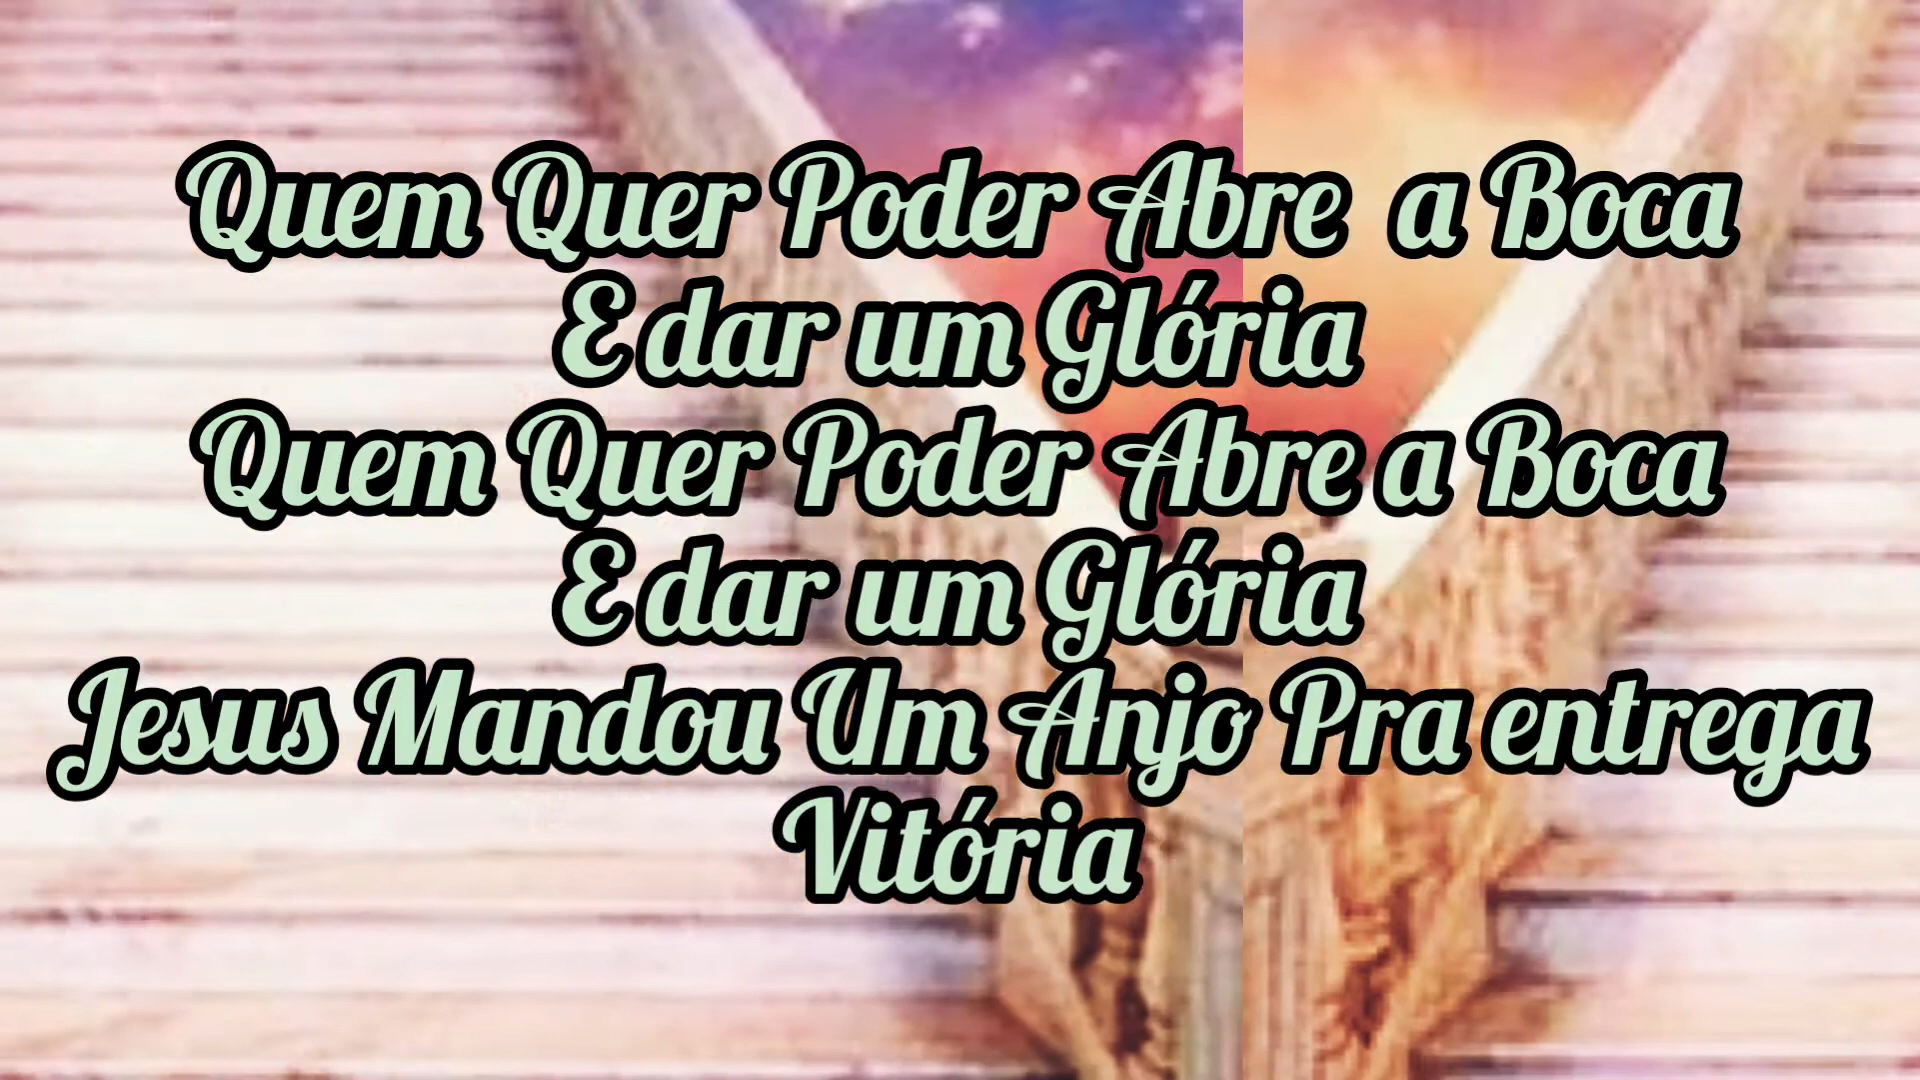 Quem Quer Poder Abre a Boca
E dar um Glória
Quem Quer Poder Abre a Boca
E dar um Glória
Jesus Mandou Um Anjo Pra entrega
Vitória